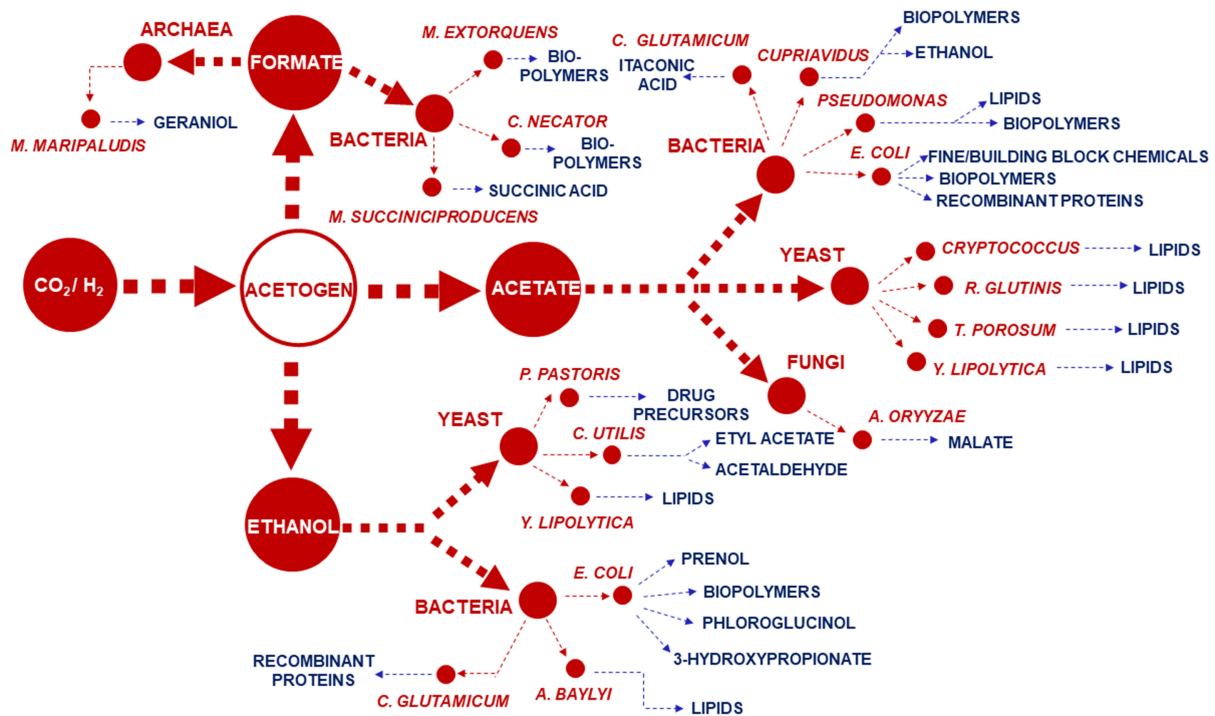 ARCHAEA
FORMATE
M. MARIPALUDIS
GERANIOL
M. EXTORQUENS
BIO-
POLYMERS
BACTERIA
C. NECATOR
BIO-
POLYMERS
SUCCINIC ACID
M. SUCCINICIPRODUCENS
C. GLUTAMICUM
ITACONIC
ACID
CUPRIAVIDUS
BIOPOLYMERS
ETHANOL
PSEUDOMONAS
LIPIDS
BIOPOLYMERS
BACTERIA
E. COLI
FINE/BUILDING BLOCK CHEMICALS
BIOPOLYMERS
RECOMBINANT PROTEINS
CO₂/ H₂
ACETOGEN
ACETATE
YEAST
CRYPTOCOCCUS
LIPIDS
R. GLUTINIS
LIPIDS
T. POROSUM
LIPIDS
Y. LIPOLYTICA
LIPIDS
FUNGI
A. ORYYZAE
MALATE
P. PASTORIS
DRUG
PRECURSORS
YEAST
C. UTILIS
ETYL ACETATE
ACETALDEHYDE
Y. LIPOLYTICA
LIPIDS
ETHANOL
BACTERIA
E. COLI
PRENOL
BIOPOLYMERS
PHLOROGLUCINOL
3-HYDROXYPROPIONATE
RECOMBINANT
PROTEINS
C. GLUTAMICUM
A. BAYLYI
LIPIDS